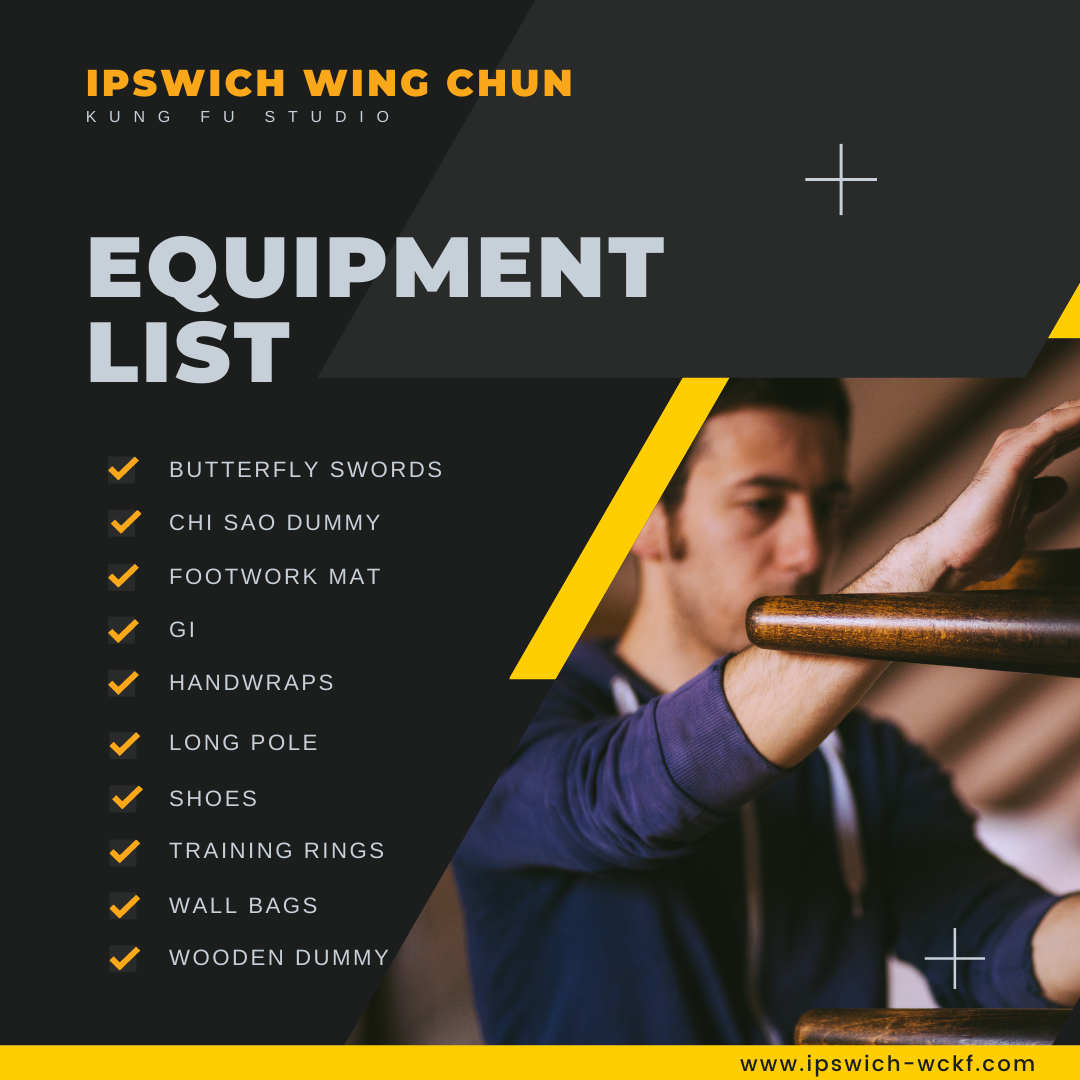 IPSWICH WING CHUN
KUNG FU STUDIO
EQUIPMENT
LIST
BUTTERFLY SWORDS
CHI SAO DUMMY
FOOTWORK MAT
GI
HANDWRAPS
LONG POLE
SHOES
TRAINING RINGS
WALL BAGS
WOODEN DUMMY
www.ipswich-wckf.com